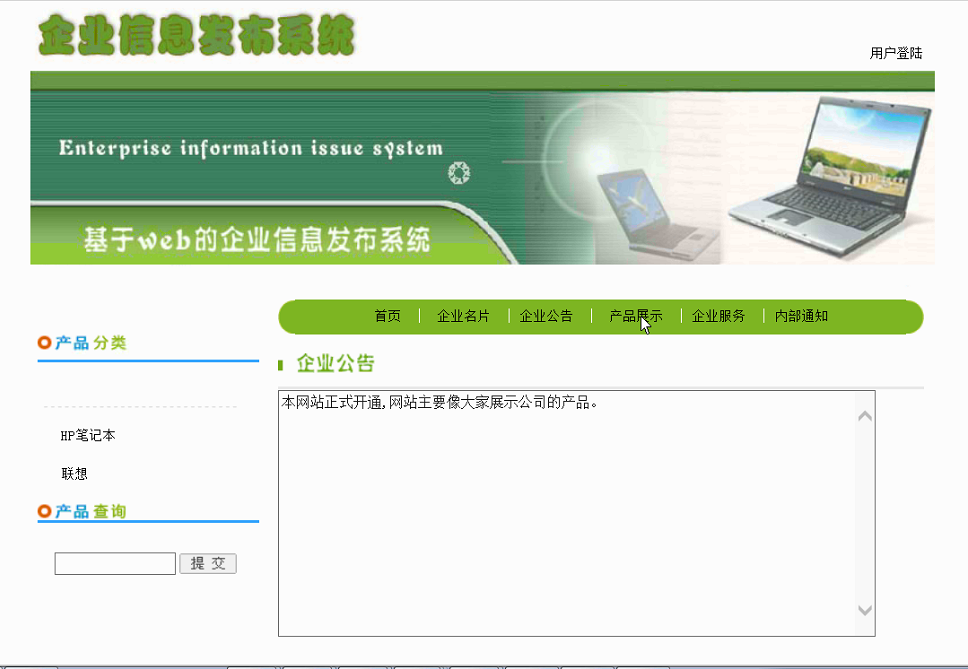 企业信息发布系统
用户登陆
Enterprise information issue system
基于web的企业信息发布系统
首页 企业名片 企业公告 产品展示 企业服务 内部通知
产品分类
企业公告
本网站正式开通,网站主要像大家展示公司的产品。
HP笔记本
联想
产品查询
提 交